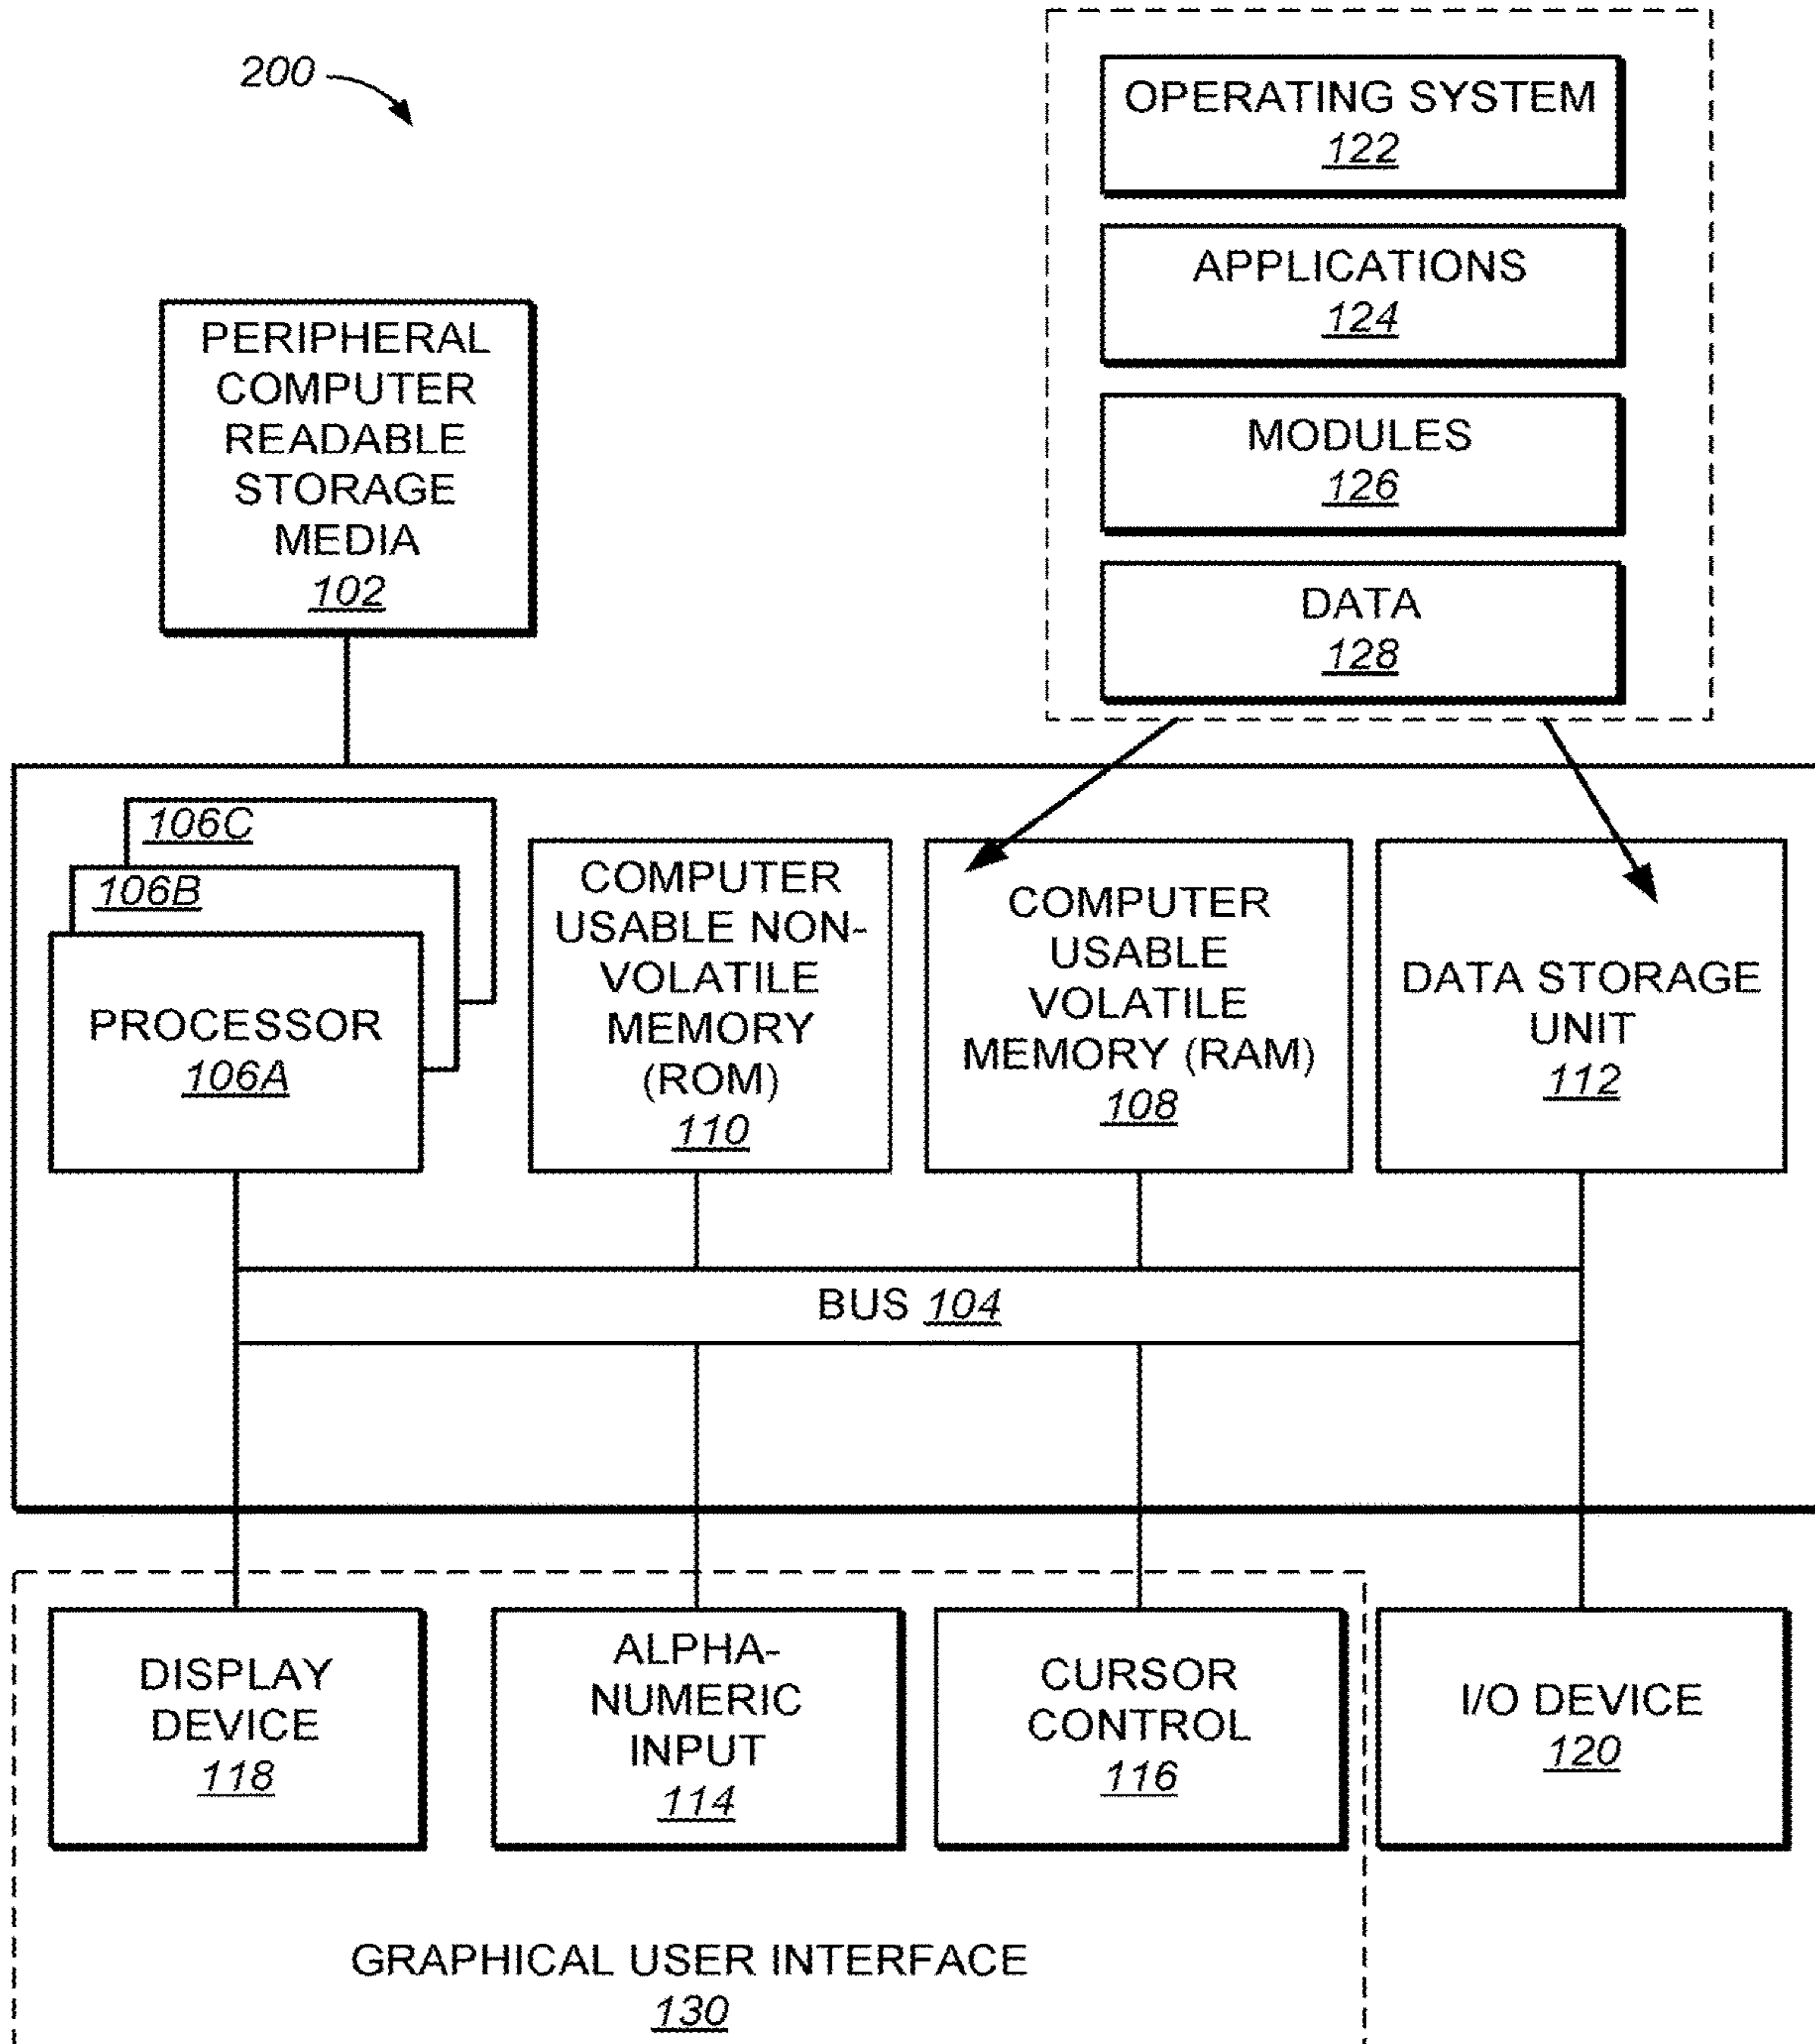 200
OPERATING SYSTEM
122
APPLICATIONS
124
MODULES
126
DATA
128
PERIPHERAL
COMPUTER
READABLE
STORAGE
MEDIA
102
106C
106B
PROCESSOR
106A
COMPUTER
USABLE NON-
VOLATILE
MEMORY
(ROM)
110
COMPUTER
USABLE
VOLATILE
MEMORY (RAM)
108
DATA STORAGE
UNIT
112
BUS 104
DISPLAY
DEVICE
118
ALPHA-
NUMERIC
INPUT
114
CURSOR
CONTROL
116
I/O DEVICE
120
GRAPHICAL USER INTERFACE
130